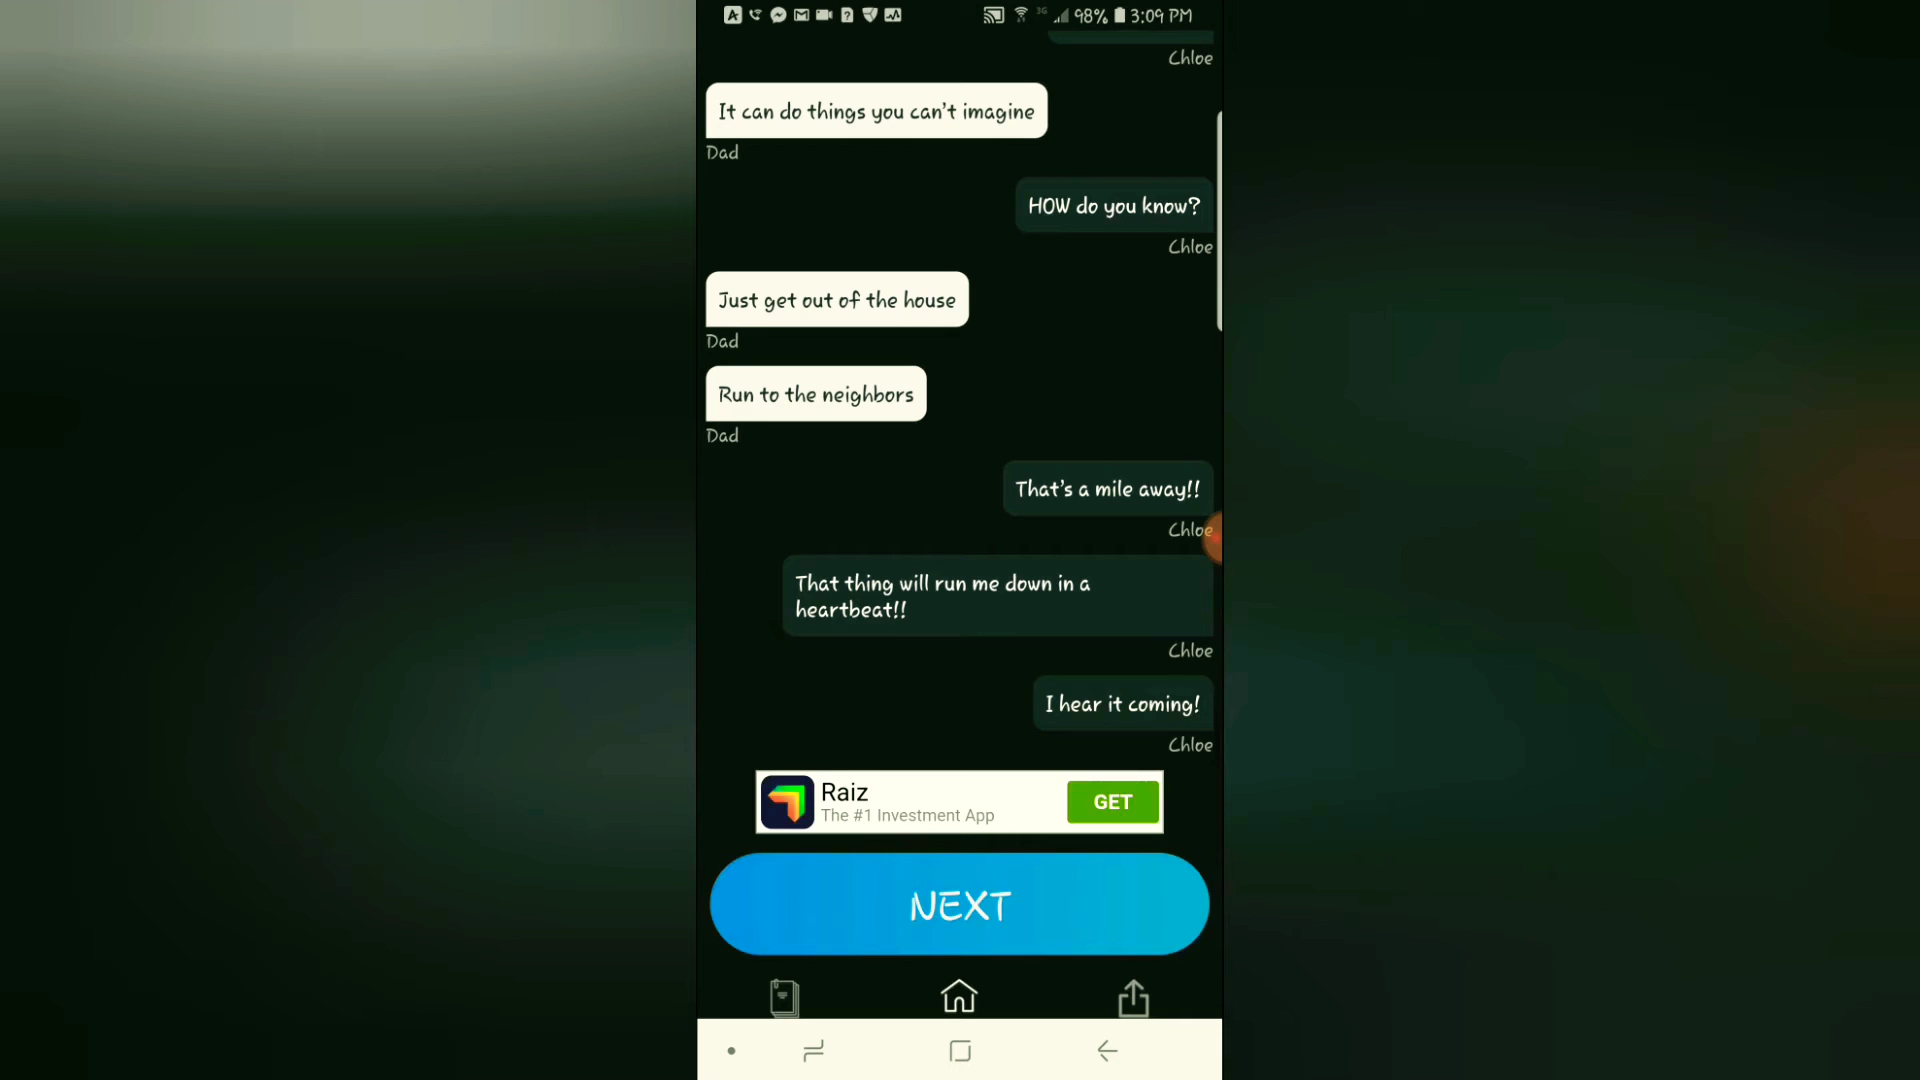 3G 98% 3:09 PM
Chloe
It can do things you can't imagine
Dad
HOW do you know?
Chloe
Just get out of the house
Dad
Run to the neighbors
Dad
That's a mile away!!
Chloe
That thing will run me down in a
heartbeat!!
Chloe
I hear it coming!
Chloe
Raiz
The #1 Investment App
GET
NEXT